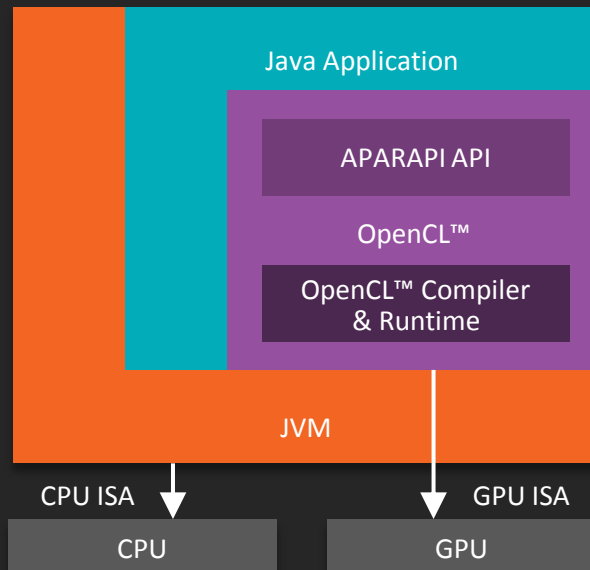 Java Application
APARAPI API
OpenCL™
OpenCL™ Compiler
& Runtime
JVM
CPU ISA
GPU ISA
CPU
GPU